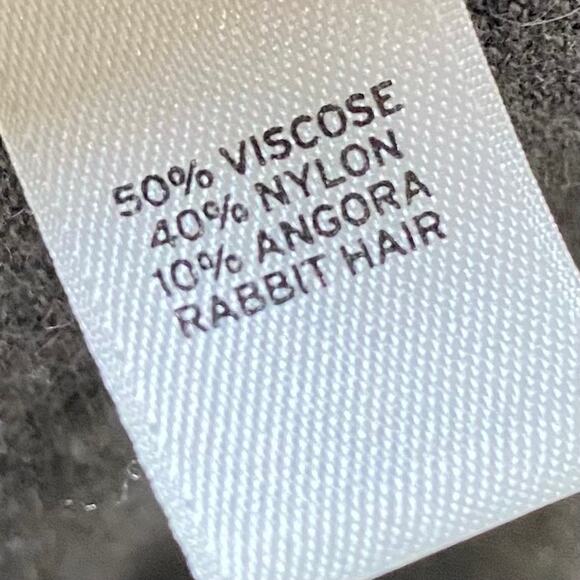 50% VISCOSE
40% NYLON
10% ANGORA
RABBIT HAIR